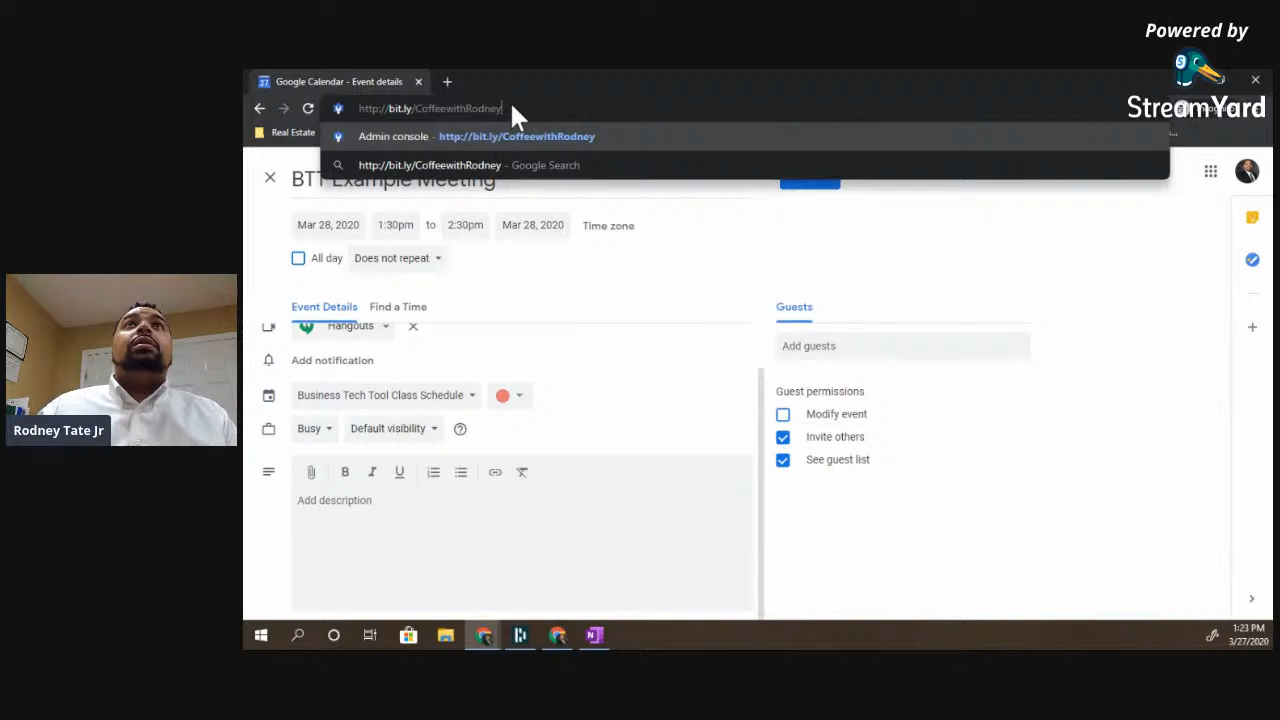 Powered by
StreamYard
Google Calendar - Event details
http://bit.ly/CoffeewithRodney
Real Estate
Admin console - http://bit.ly/CoffeewithRodney
http://bit.ly/CoffeewithRodney - Google Search
BTT Example Meeting
Mar 28, 2020 1:30pm to 2:30pm Mar 28, 2020 Time zone
All day Does not repeat
Event Details Find a Time
Guests
Hangouts
Add guests
Add notification
Business Tech Tool Class Schedule
Guest permissions
Modify event
Busy Default visibility
Invite others
See guest list
B I U
Add description
Rodney Tate Jr
1:23 PM
3/27/2020
27
N